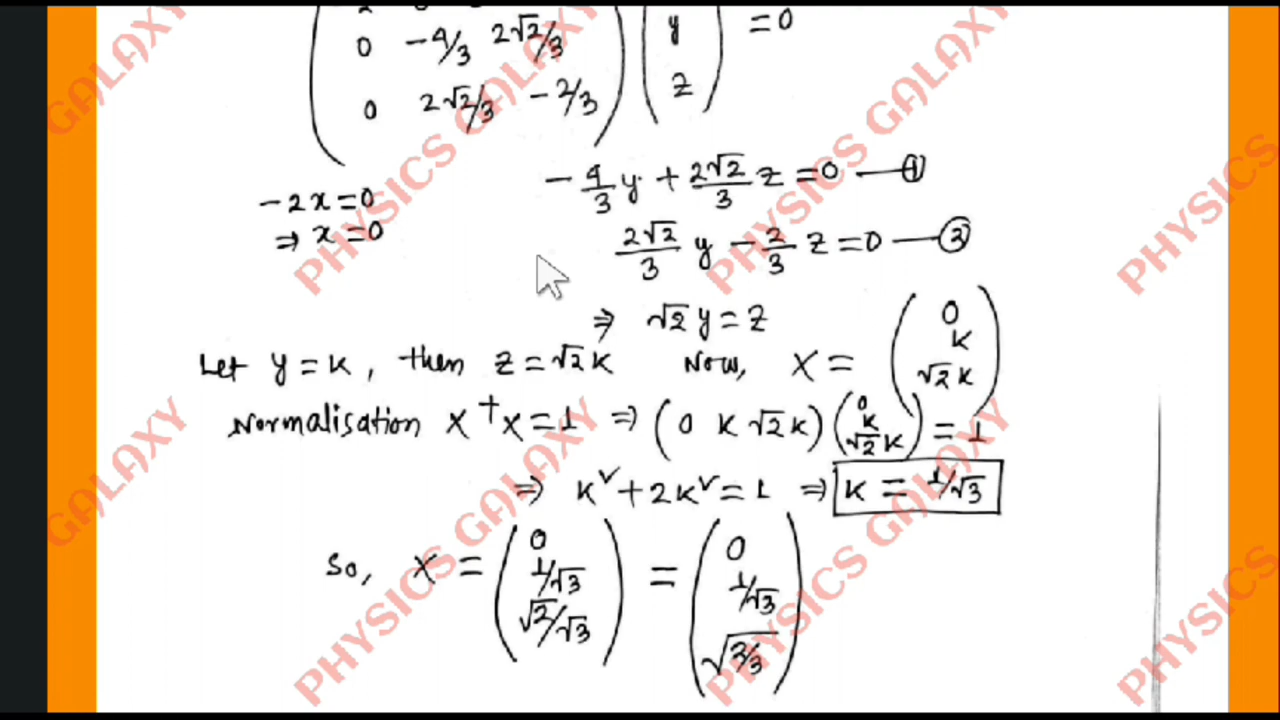 y = 0
0 -4/3 2√2/3
z
0 2√2/3 -2/3
-2x=0
⇒ x=0
-4/3 y + 2√2/3 z = 0 — ①
2√2/3 y - 2/3 z = 0 — ②
⇒ √2 y = z
Let y = k, then z = √2k Now, X = (0 k √2k)
Normalisation X†X = 1 ⇒ (0 k √2k) (0 k √2k) = 1
⇒ k² + 2k² = 1 ⇒ k = 1/√3
So, X = (0 1/√3 √2/√3) = (0 1/√3 √2/3)
PHYSICS GALAXY